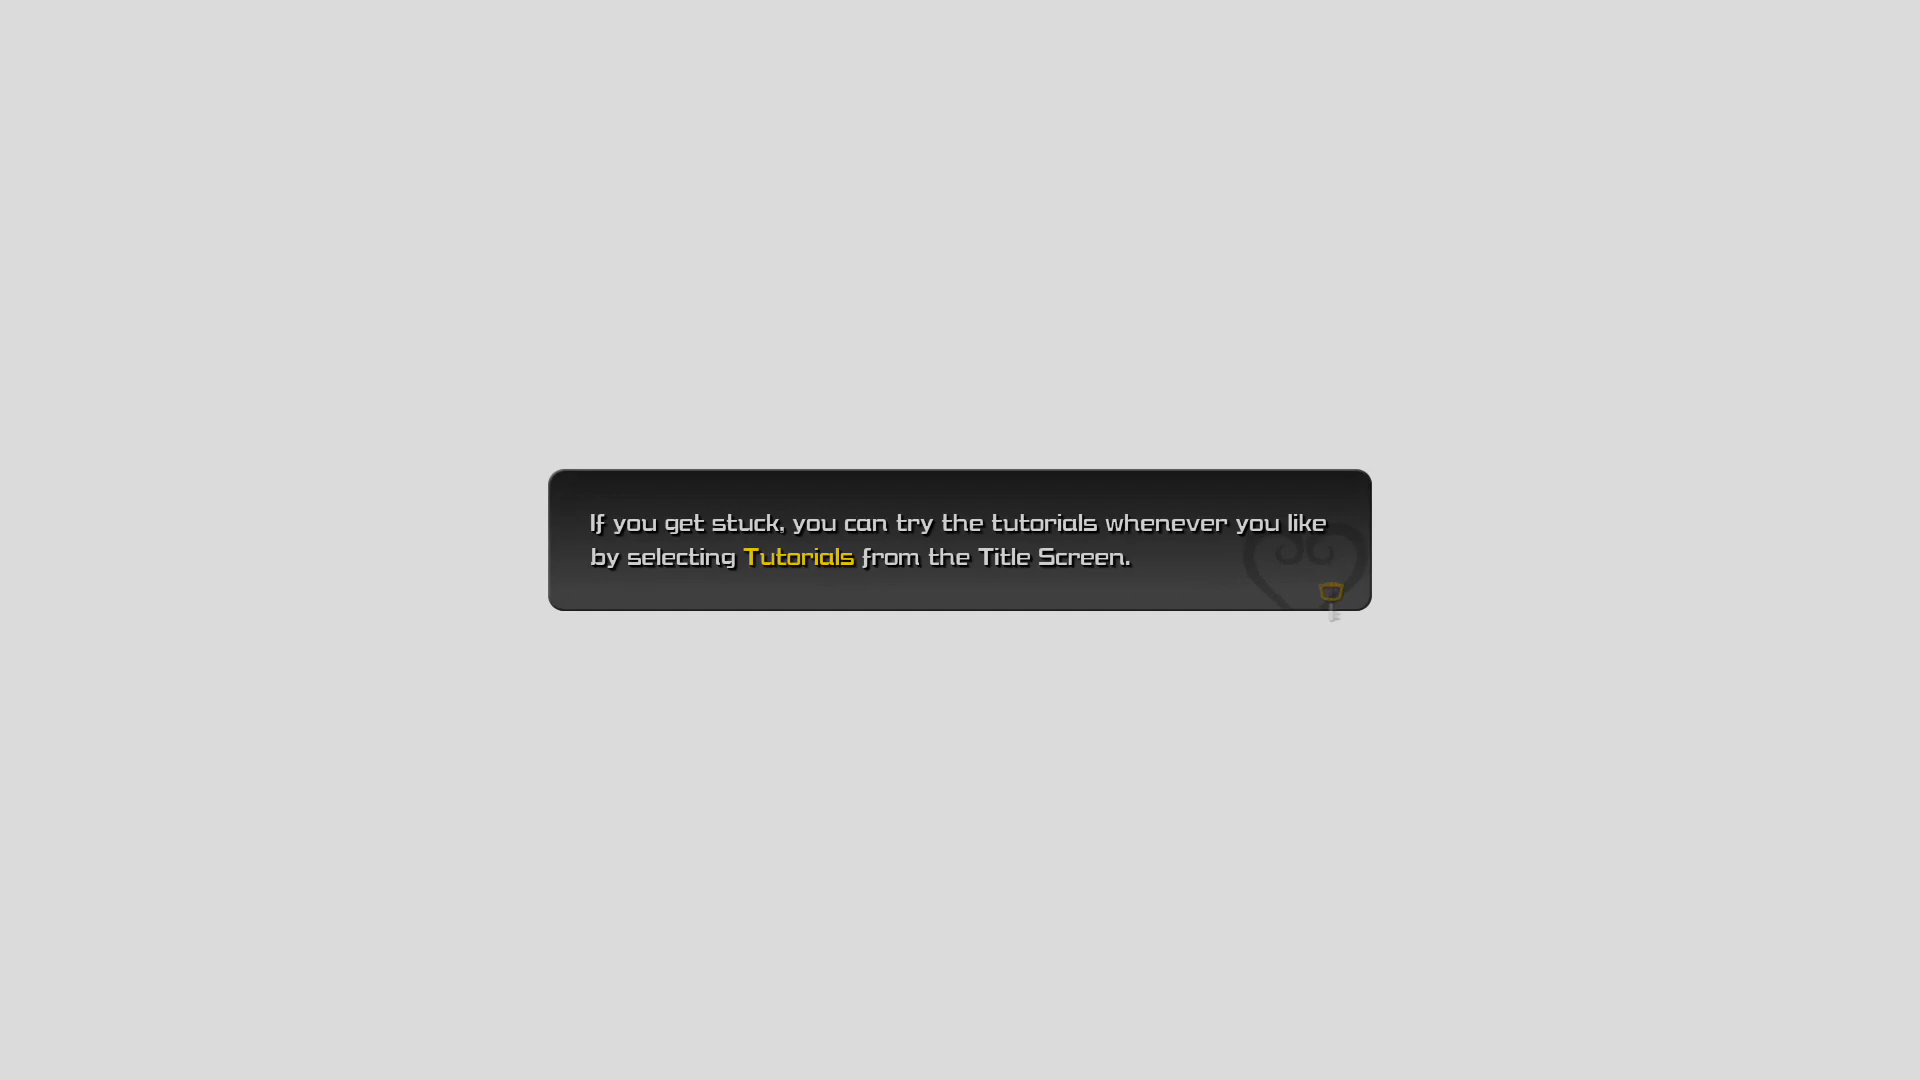 If you get stuck, you can try the tutorials whenever you like
by selecting Tutorials from the Title Screen.